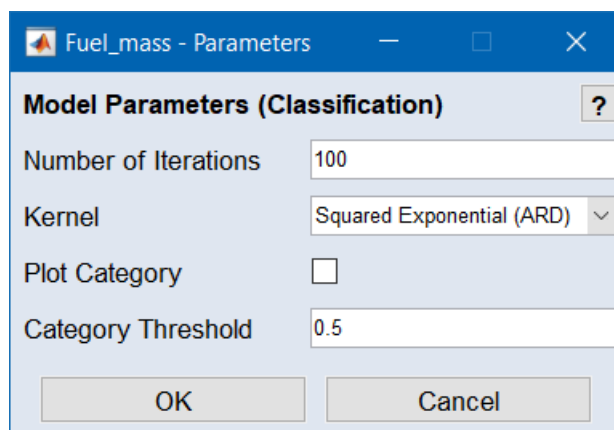 Fuel_mass - Parameters
Model Parameters (Classification) ?
Number of Iterations 100
Kernel Squared Exponential (ARD)
Plot Category
Category Threshold 0.5
OK Cancel